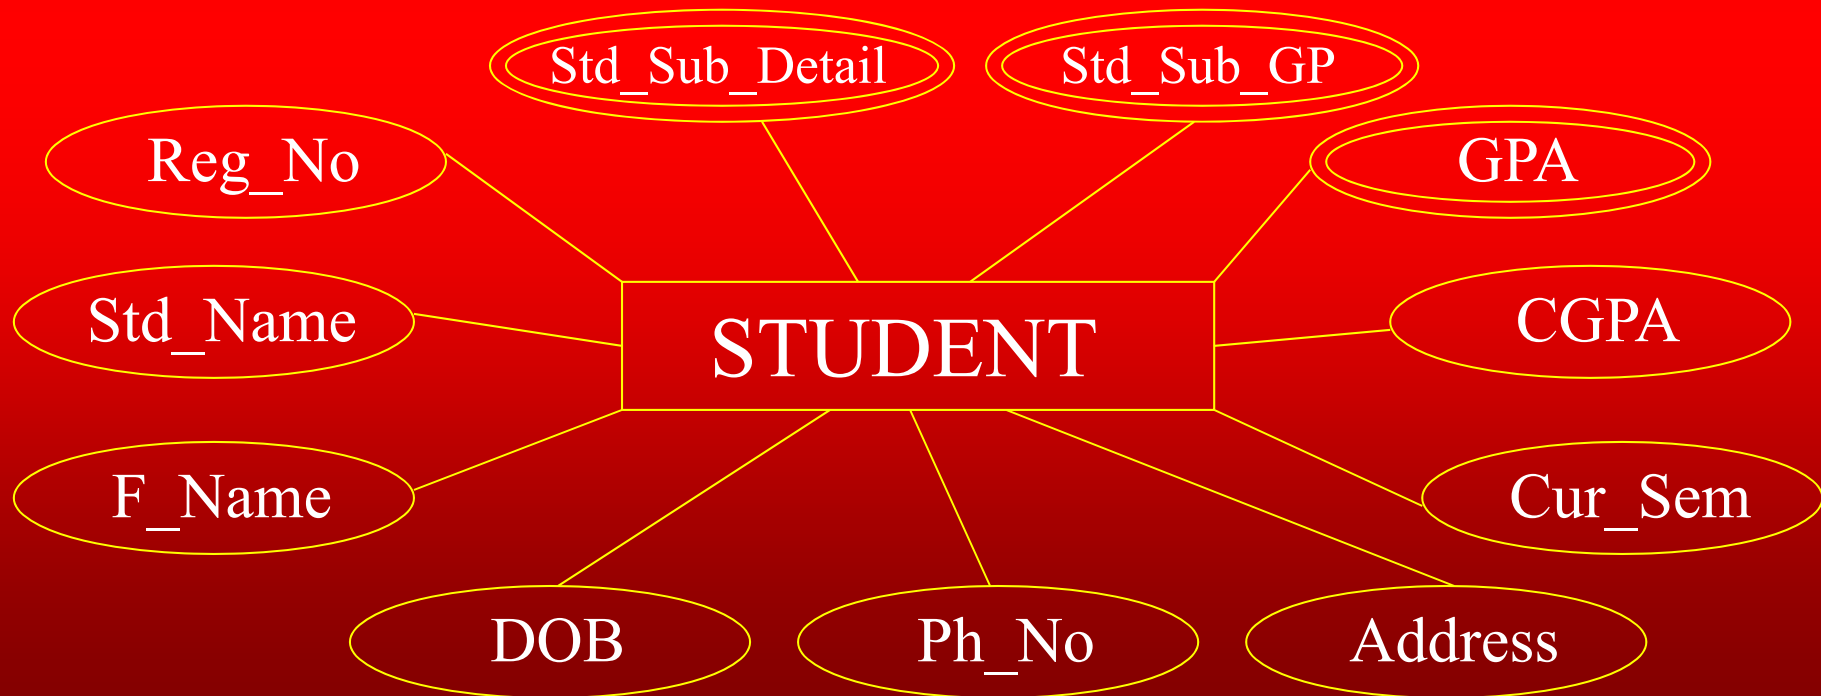 Std_Sub_Detail
Std_Sub_GP
Reg_No
GPA
Std_Name
STUDENT
CGPA
F_Name
Cur_Sem
DOB
Ph_No
Address